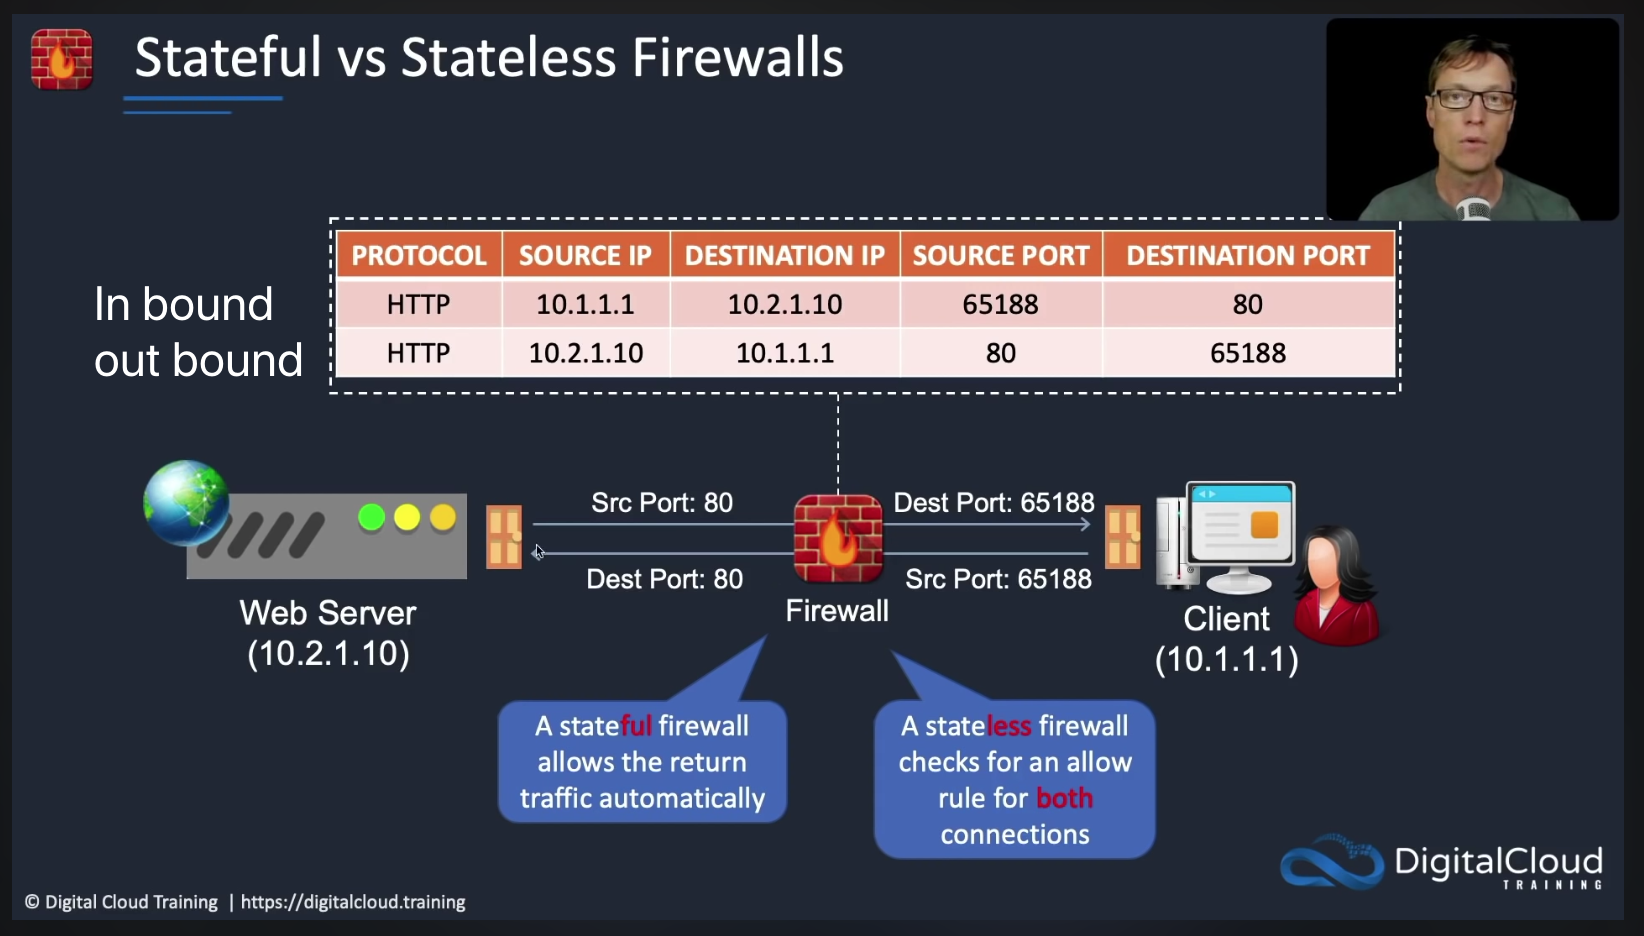 Stateful vs Stateless Firewalls
In bound
out bound
PROTOCOL SOURCE IP DESTINATION IP SOURCE PORT DESTINATION PORT
HTTP 10.1.1.1 10.2.1.10 65188 80
HTTP 10.2.1.10 10.1.1.1 80 65188
Src Port: 80
Dest Port: 65188
Dest Port: 80
Src Port: 65188
Web Server
(10.2.1.10)
Firewall
Client
(10.1.1.1)
A stateful firewall
allows the return
traffic automatically
A stateless firewall
checks for an allow
rule for both
connections
DigitalCloud
TRAINING
© Digital Cloud Training | https://digitalcloud.training